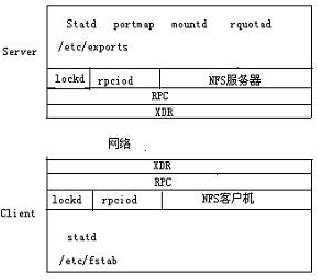 Statd portmap mountd rquotad
/etc/exports
Server
lockd rpciod NFS服务器
RPC
XDR
网络
XDR
RPC
lockd rpciod NFS客户机
Client
statd
/etc/fstab